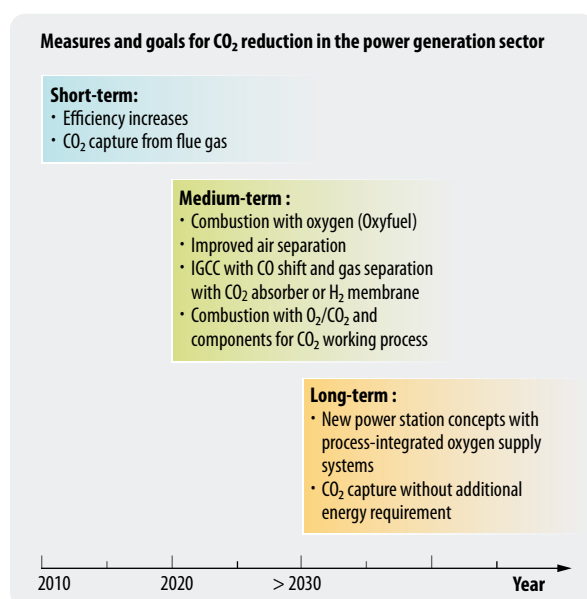 Measures and goals for CO₂ reduction in the power generation sector
Short-term:
· Efficiency increases
· CO₂ capture from flue gas
Medium-term :
· Combustion with oxygen (Oxyfuel)
· Improved air separation
· IGCC with CO shift and gas separation
with CO₂ absorber or H₂ membrane
· Combustion with O₂/CO₂ and
components for CO₂ working process
Long-term :
· New power station concepts with
process-integrated oxygen supply
systems
· CO₂ capture without additional
energy requirement
2010 2020 > 2030 Year